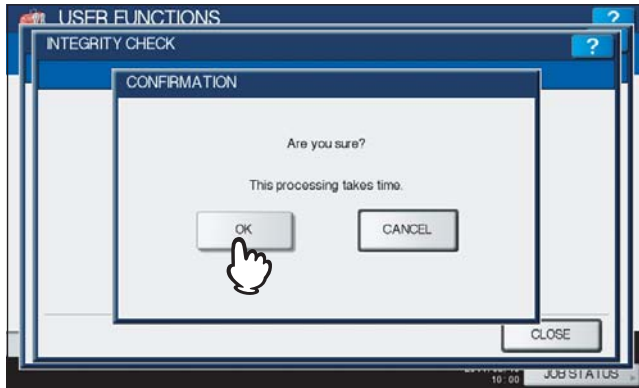 USER FUNCTIONS
?
INTEGRITY CHECK
?
CONFIRMATION
Are you sure?
This processing takes time.
OK
CANCEL
CLOSE
10:00
JOB STATUS